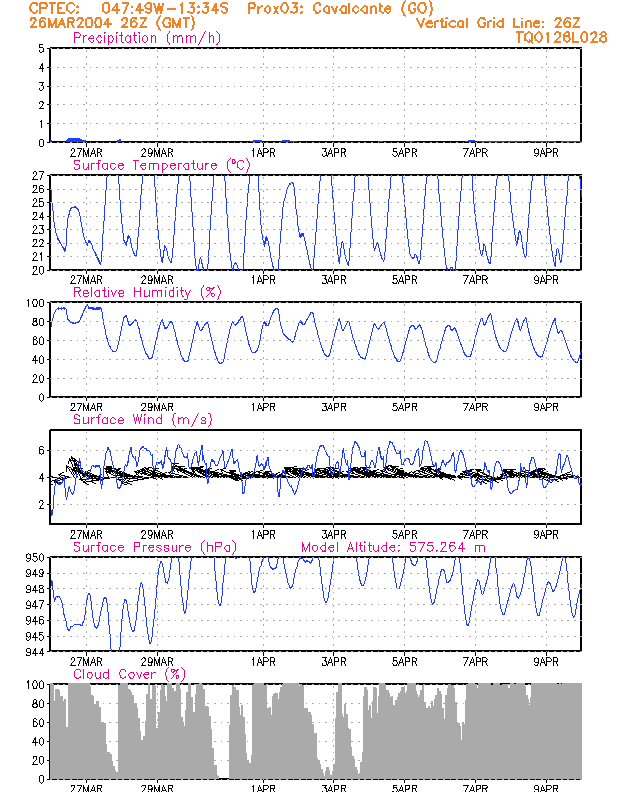 CPTEC: 047:49W-13:34S Prox03: Cavalcante (GO)
26MAR2004 26Z (GMT) Vertical Grid Line: 26Z
Precipitation (mm/h) TQ0126L028
5
4
3
2
1
0
27MAR 29MAR 1APR 3APR 5APR 7APR 9APR
Surface Temperature (°C)
27
26
25
24
23
22
21
20
27MAR 29MAR 1APR 3APR 5APR 7APR 9APR
Relative Humidity (%)
100
80
60
40
20
0
27MAR 29MAR 1APR 3APR 5APR 7APR 9APR
Surface Wind (m/s)
6
4
2
27MAR 29MAR 1APR 3APR 5APR 7APR 9APR
Surface Pressure (hPa) Model Altitude: 575.264 m
950
949
948
947
946
945
944
27MAR 29MAR 1APR 3APR 5APR 7APR 9APR
Cloud Cover (%)
100
80
60
40
20
0
27MAR 29MAR 1APR 3APR 5APR 7APR 9APR